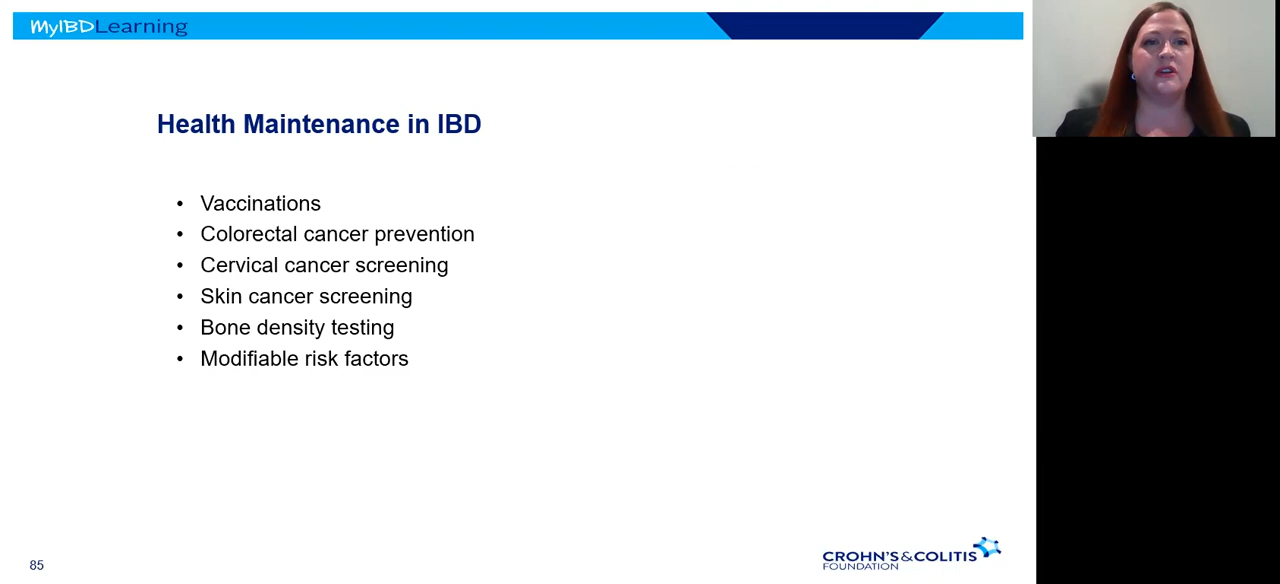 MyIBDLearning
Health Maintenance in IBD
• Vaccinations
• Colorectal cancer prevention
• Cervical cancer screening
• Skin cancer screening
• Bone density testing
• Modifiable risk factors
85
CROHN'S & COLITIS
FOUNDATION